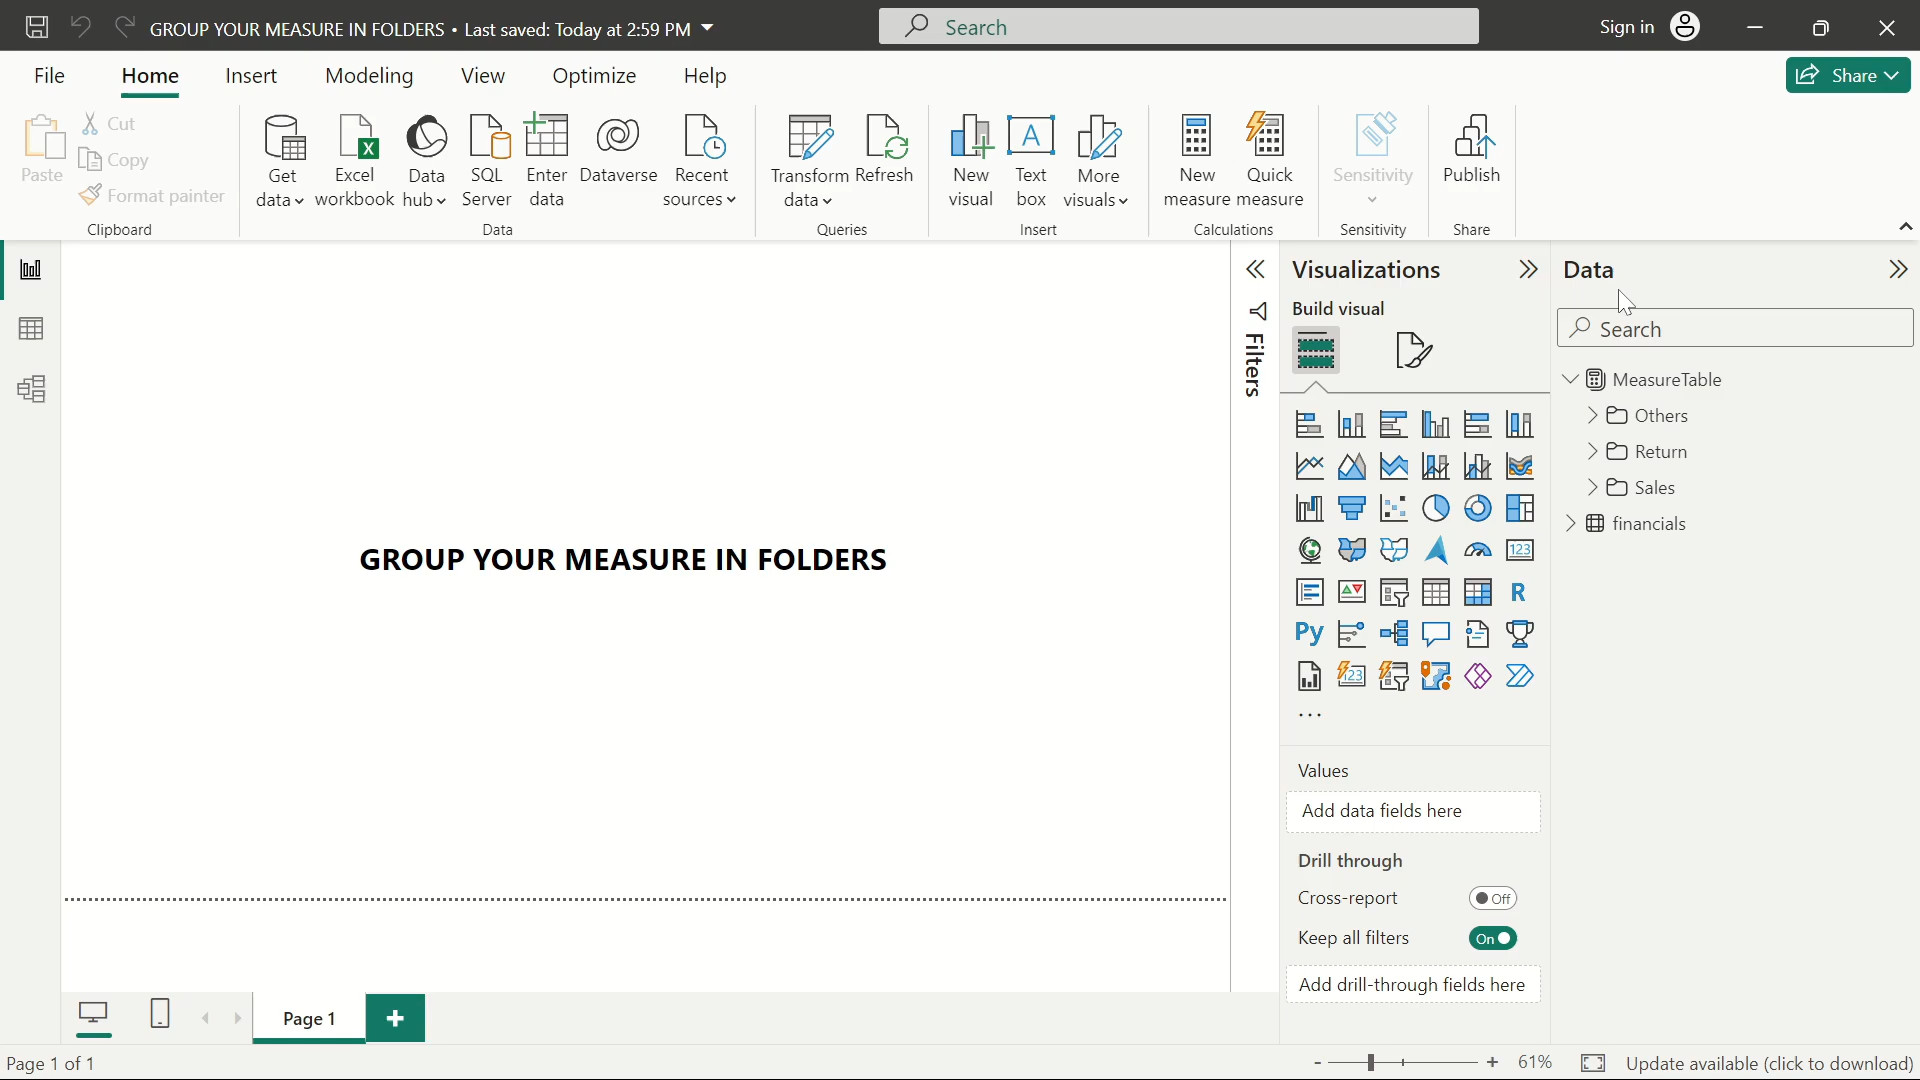 GROUP YOUR MEASURE IN FOLDERS • Last saved: Today at 2:59 PM
Search
Sign in
File Home Insert Modeling View Optimize Help
Share
Paste
Cut
Copy
Format painter
Clipboard
Get data
Excel workbook
Data hub
SQL Server
Enter data
Dataverse
Recent sources
Data
Transform data
Refresh
Queries
New visual
A
Text box
More visuals
Insert
New measure
Quick measure
Calculations
Sensitivity
Sensitivity
Publish
Share
Filters
Visualizations
Build visual
123
R
Py
123
...
Values
Add data fields here
Drill through
Cross-report
Off
Keep all filters
On
Add drill-through fields here
Data
Search
MeasureTable
Others
Return
Sales
financials
GROUP YOUR MEASURE IN FOLDERS
Page 1
+
Page 1 of 1
- + 61%
Update available (click to download)